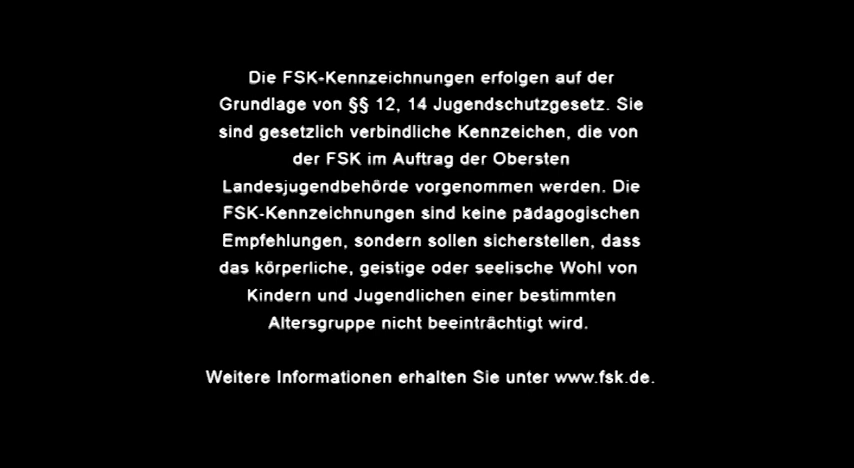 Die FSK-Kennzeichnungen erfolgen auf der
Grundlage von §§ 12, 14 Jugendschutzgesetz. Sie
sind gesetzlich verbindliche Kennzeichen, die von
der FSK im Auftrag der Obersten
Landesjugendbehörde vorgenommen werden. Die
FSK-Kennzeichnungen sind keine pädagogischen
Empfehlungen, sondern sollen sicherstellen, dass
das körperliche, geistige oder seelische Wohl von
Kindern und Jugendlichen einer bestimmten
Altersgruppe nicht beeinträchtigt wird.
Weitere Informationen erhalten Sie unter www.fsk.de.